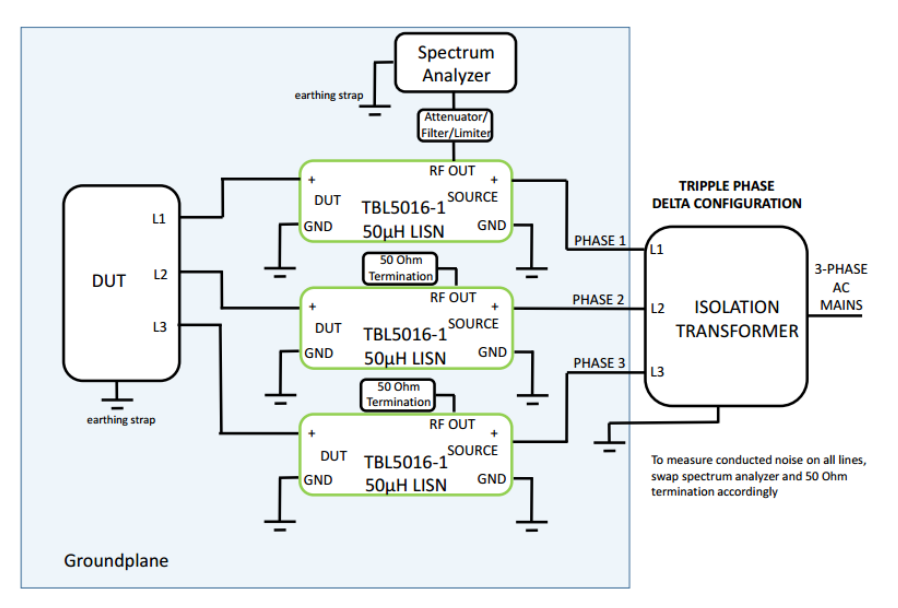 Spectrum
Analyzer
earthing strap
Attenuator/
Filter/Limiter
RF OUT
+
+
DUT
SOURCE
TBL5016-1
GND
GND
50µH LISN
TRIPPLE PHASE
DELTA CONFIGURATION
DUT
L1
L2
L3
earthing strap
50 Ohm
Termination
RF OUT
+
+
DUT
SOURCE
TBL5016-1
GND
GND
50µH LISN
50 Ohm
Termination
RF OUT
+
+
DUT
SOURCE
TBL5016-1
GND
GND
50µH LISN
PHASE 1
PHASE 2
PHASE 3
L1
L2
L3
ISOLATION
TRANSFORMER
3-PHASE
AC
MAINS
To measure conducted noise on all lines,
swap spectrum analyzer and 50 Ohm
termination accordingly
Groundplane